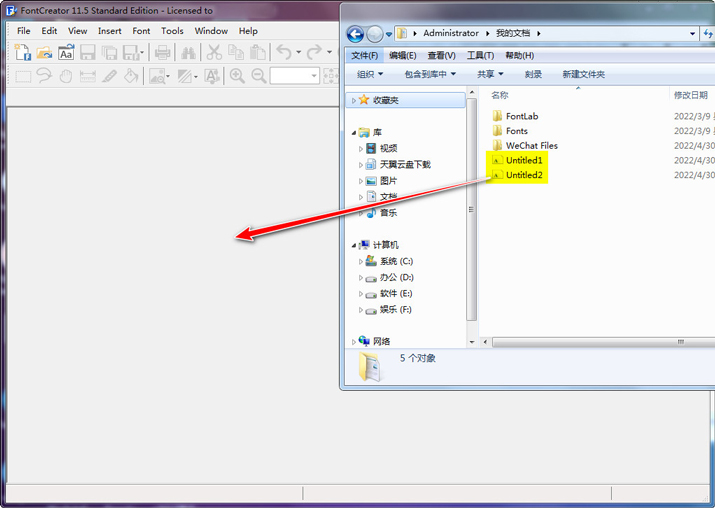 FontCreator 11.5 Standard Edition - Licensed to
File Edit View Insert Font Tools Window Help
Administrator 我的文档
文件(F) 编辑(E) 查看(V) 工具(T) 帮助(H)
组织 包含到库中 共享 刻录 新建文件夹
收藏夹
库
视频
天翼云盘下载
图片
文档
音乐
计算机
系统 (C:)
办公 (D:)
软件 (E:)
娱乐 (F:)
网络
名称 修改日期
FontLab 2022/3/9
Fonts 2022/3/9
WeChat Files 2022/4/30
Untitled1 2022/4/30
Untitled2 2022/4/30
5 个对象